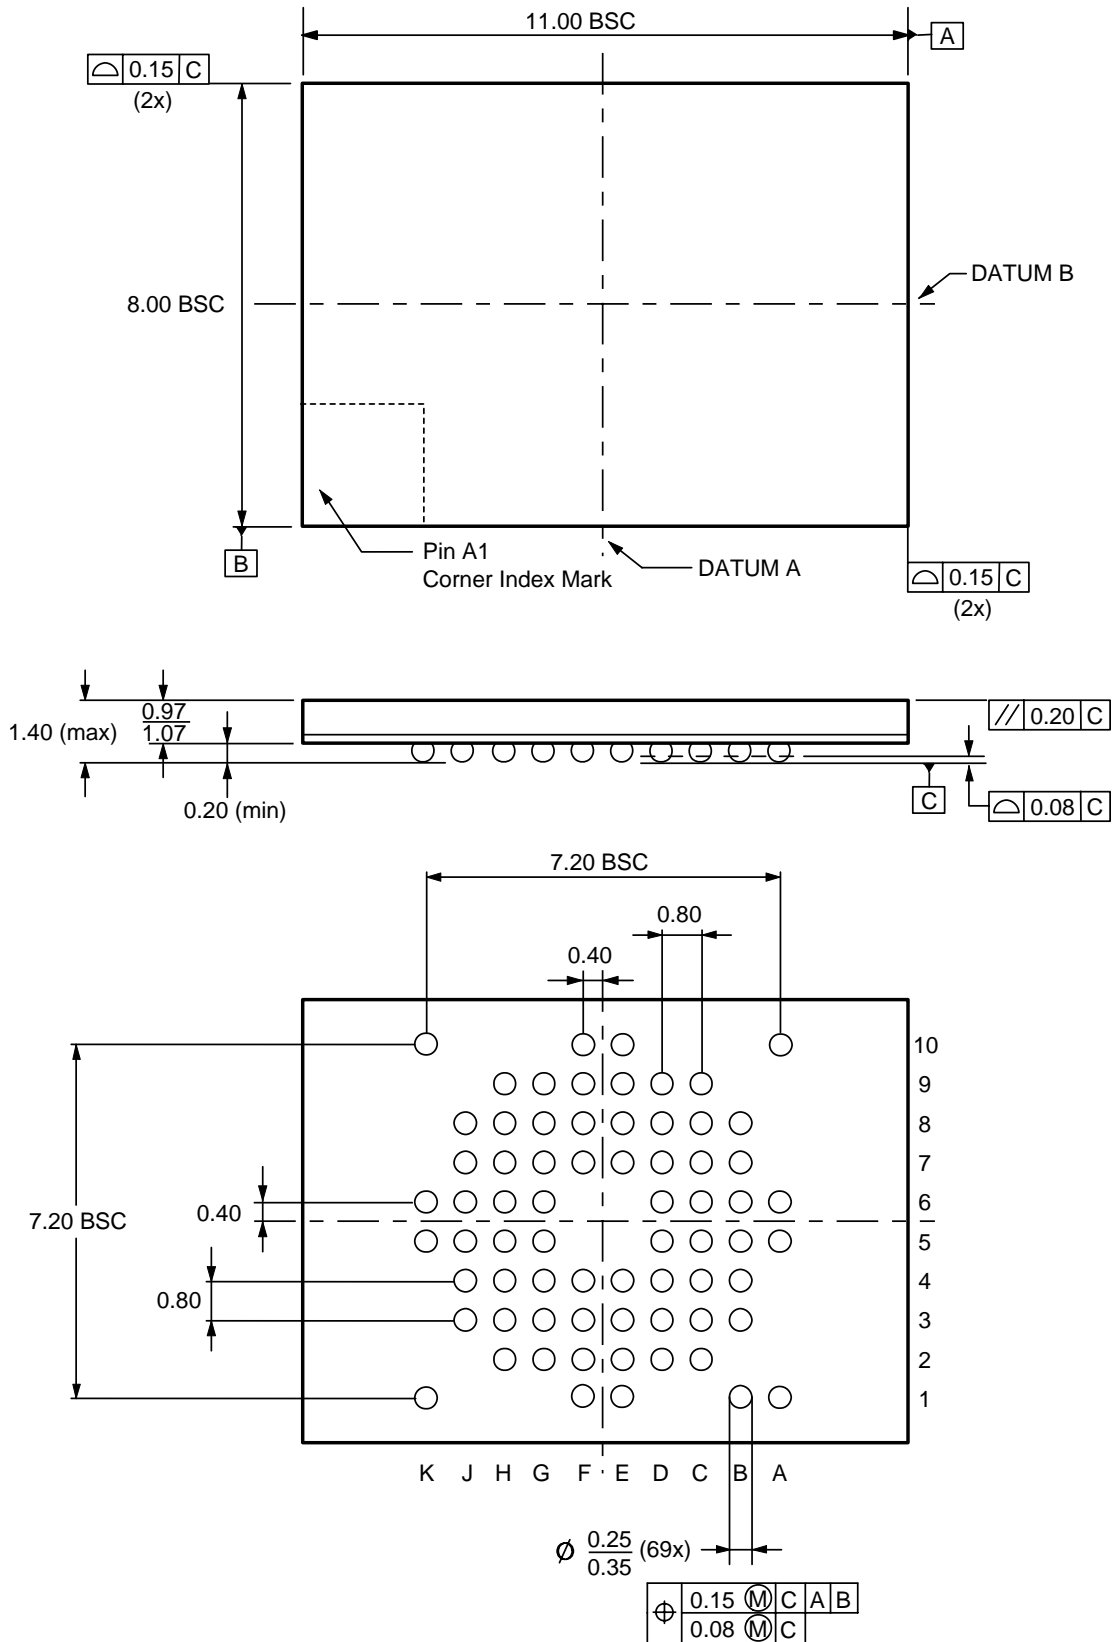 11.00 BSC
A
0.15 C
(2x)
8.00 BSC
DATUM B
B
Pin A1
Corner Index Mark
DATUM A
0.15 C
(2x)
1.40 (max)
0.97
1.07
0.20 (min)
// 0.20 C
C
0.08 C
7.20 BSC
0.80
0.40
10
9
8
7
6
5
4
3
2
1
7.20 BSC
0.40
0.80
K J H G F E D C B A
Ø 0.25 (69x)
0.35
⌖ 0.15 Ⓜ C A B
0.08 Ⓜ C